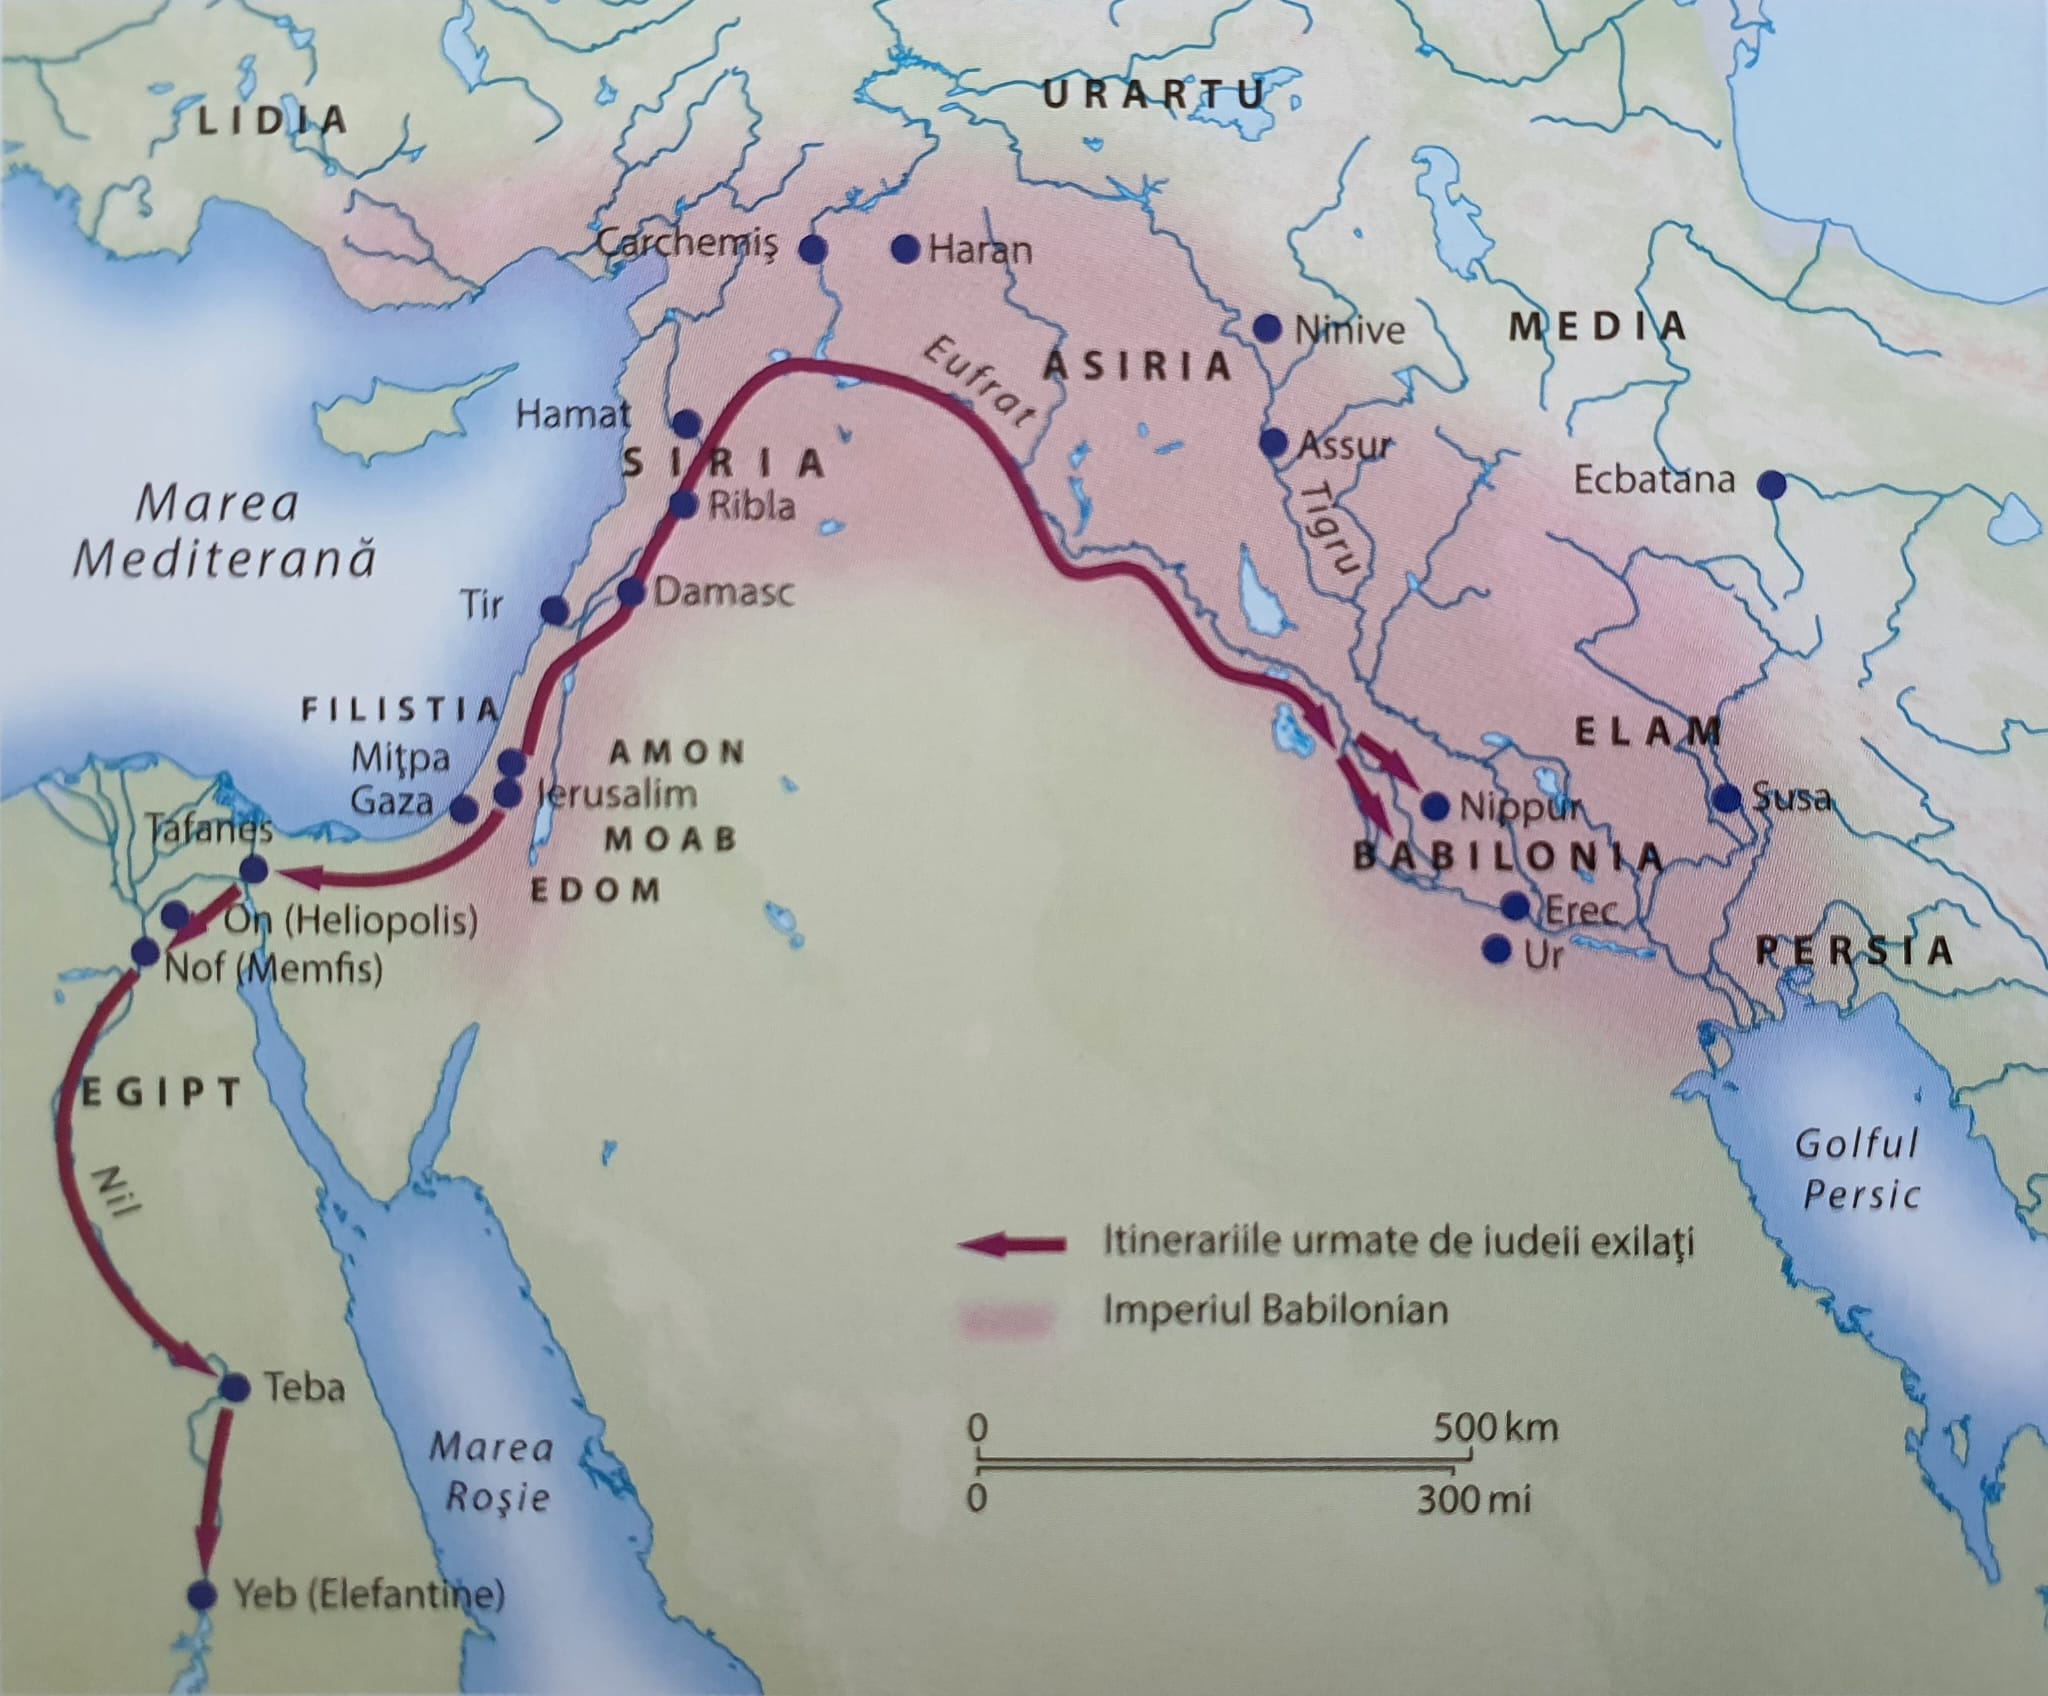 LIDIA
URARTU
Carchemiş
Haran
Ninive
MEDIA
Eufrat
ASIRIA
Hamat
SIRIA
Assur
Ecbatana
Marea
Mediterană
Ribla
Tigru
Tir
Damasc
FILISTIA
ELAM
Miţpa
AMON
Gaza
Ierusalim
Nippur
Susa
Tafanes
MOAB
BABILONIA
EDOM
On (Heliopolis)
Erec
Nof (Memfis)
Ur
PERSIA
EGIPT
Nil
Golful
Persic
Itinerariile urmate de iudeii exilaţi
Imperiul Babilonian
Teba
0 500 km
0 300 mi
Marea
Roşie
Yeb (Elefantine)